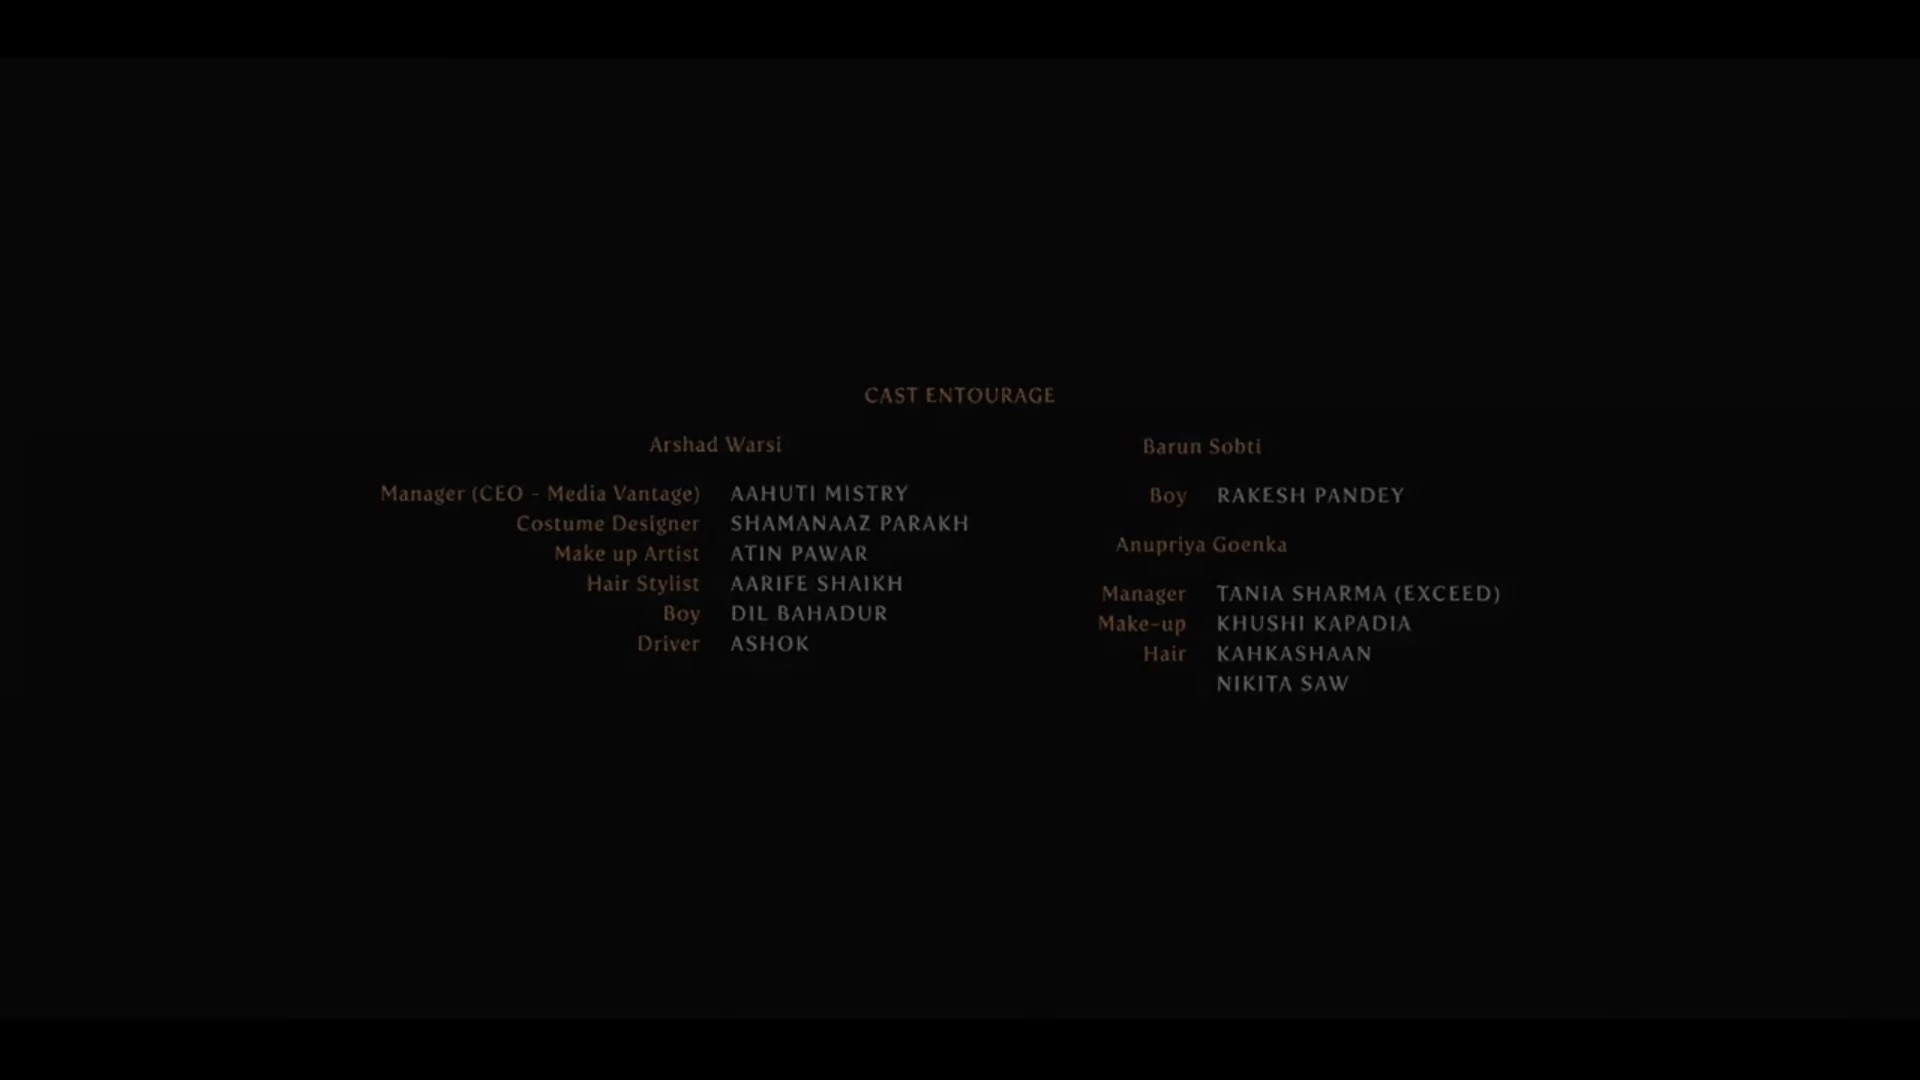 CAST ENTOURAGE
Arshad Warsi
Manager (CEO - Media Vantage) AAHUTI MISTRY
Costume Designer SHAMANAAZ PARAKH
Make up Artist ATIN PAWAR
Hair Stylist AARIFE SHAIKH
Boy DIL BAHADUR
Driver ASHOK
Barun Sobti
Boy RAKESH PANDEY
Anupriya Goenka
Manager TANIA SHARMA (EXCEED)
Make-up KHUSHI KAPADIA
Hair KAHKASHAAN
NIKITA SAW